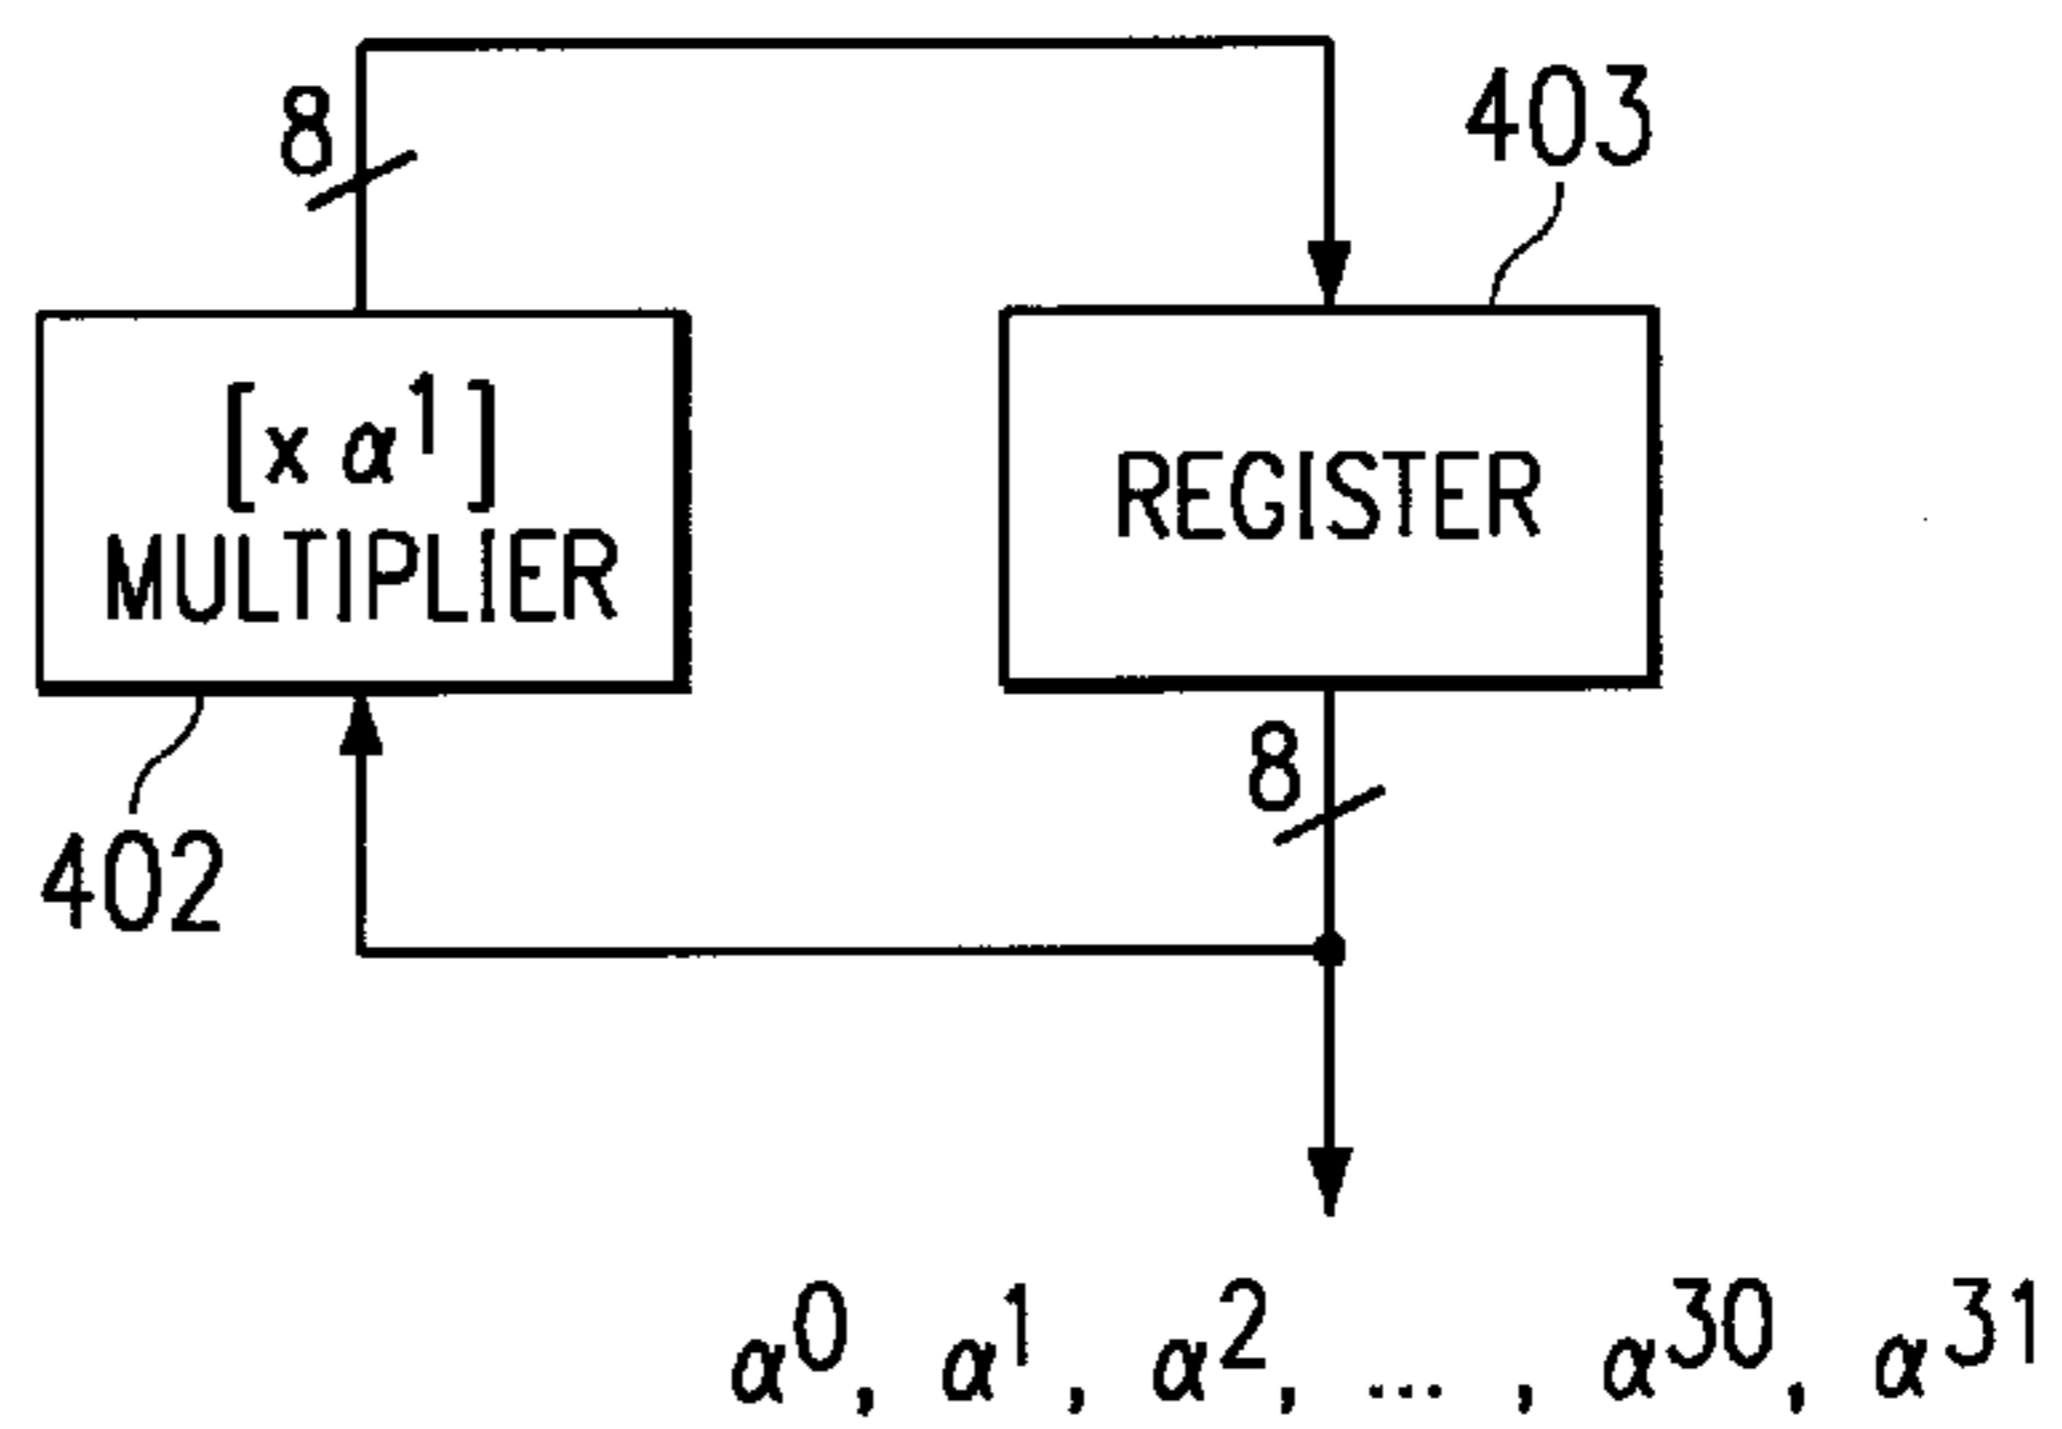 8
403
[x α¹]
MULTIPLIER
REGISTER
8
402
α⁰, α¹, α², ... , α³⁰, α³¹